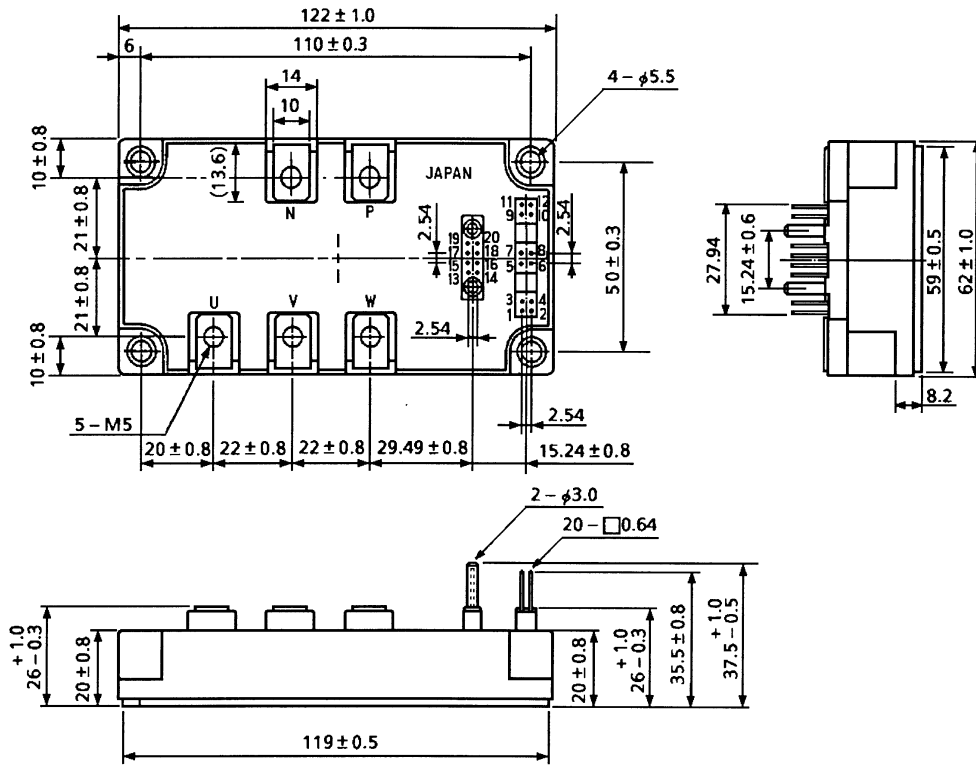 122 ± 1.0
6
110 ± 0.3
14
10
4 – ϕ5.5
10 ± 0.8
(13.6)
JAPAN
N
P
11 12
9 10
2.54
2.54
19 20
17 18
15 16
13 14
7 8
5 6
3 4
1 2
21 ± 0.8
21 ± 0.8
50 ± 0.3
U
V
W
2.54
10 ± 0.8
5 – M5
2.54
20 ± 0.8
22 ± 0.8
22 ± 0.8
29.49 ± 0.8
15.24 ± 0.8
27.94
15.24 ± 0.6
59 ± 0.5
62 ± 1.0
8.2
2 – ϕ3.0
20 – □0.64
+ 1.0
26 – 0.3
20 ± 0.8
20 ± 0.8
+ 1.0
26 – 0.3
35.5 ± 0.8
+ 1.0
37.5 – 0.5
119 ± 0.5